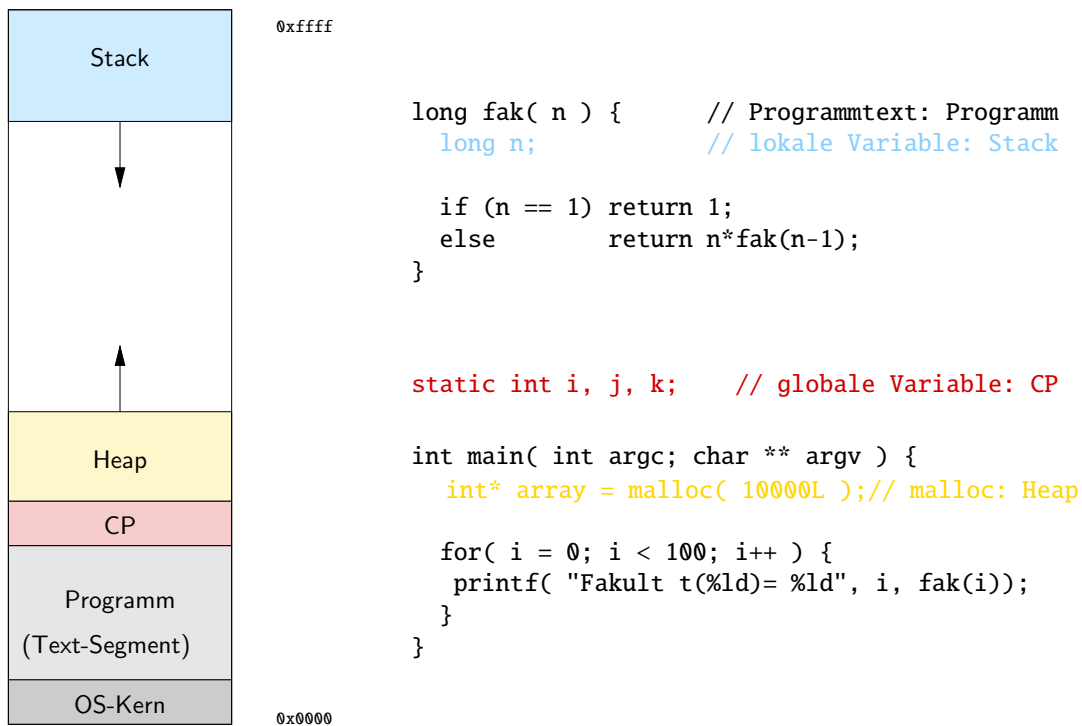 Stack
Heap
CP
Programm
(Text-Segment)
OS-Kern
0xffff
0x0000
long fak( n ) { // Programmtext: Programm
long n; // lokale Variable: Stack
if (n == 1) return 1;
else return n*fak(n-1);
}
static int i, j, k; // globale Variable: CP
int main( int argc; char ** argv ) {
int* array = malloc( 10000L );// malloc: Heap
for( i = 0; i < 100; i++ ) {
printf( "Fakult t(%ld)= %ld", i, fak(i));
}
}